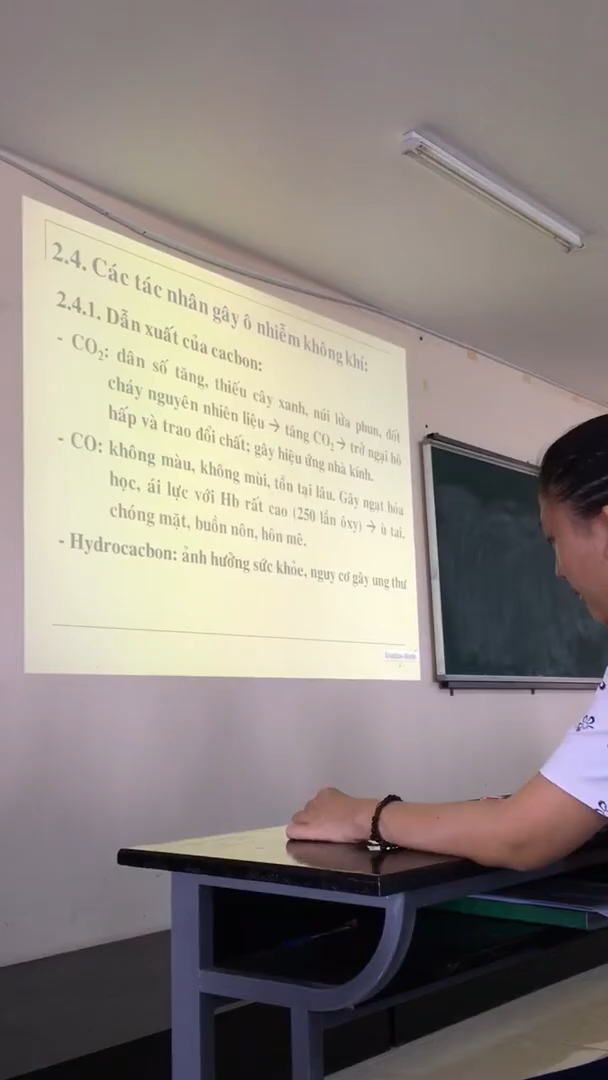 2.4. Các tác nhân gây ô nhiễm không khí:
2.4.1. Dẫn xuất của cacbon:
- CO₂: dân số tăng, thiếu cây xanh, núi lửa phun, đốt
cháy nguyên nhiên liệu → tăng CO₂ → trở ngại hô
hấp và trao đổi chất; gây hiệu ứng nhà kính.
- CO: không màu, không mùi, tồn tại lâu. Gây ngạt hóa
học, ái lực với Hb rất cao (250 lần ôxy) → ù tai,
chóng mặt, buồn nôn, hôn mê.
- Hydrocacbon: ảnh hưởng sức khỏe, nguy cơ gây ung thư